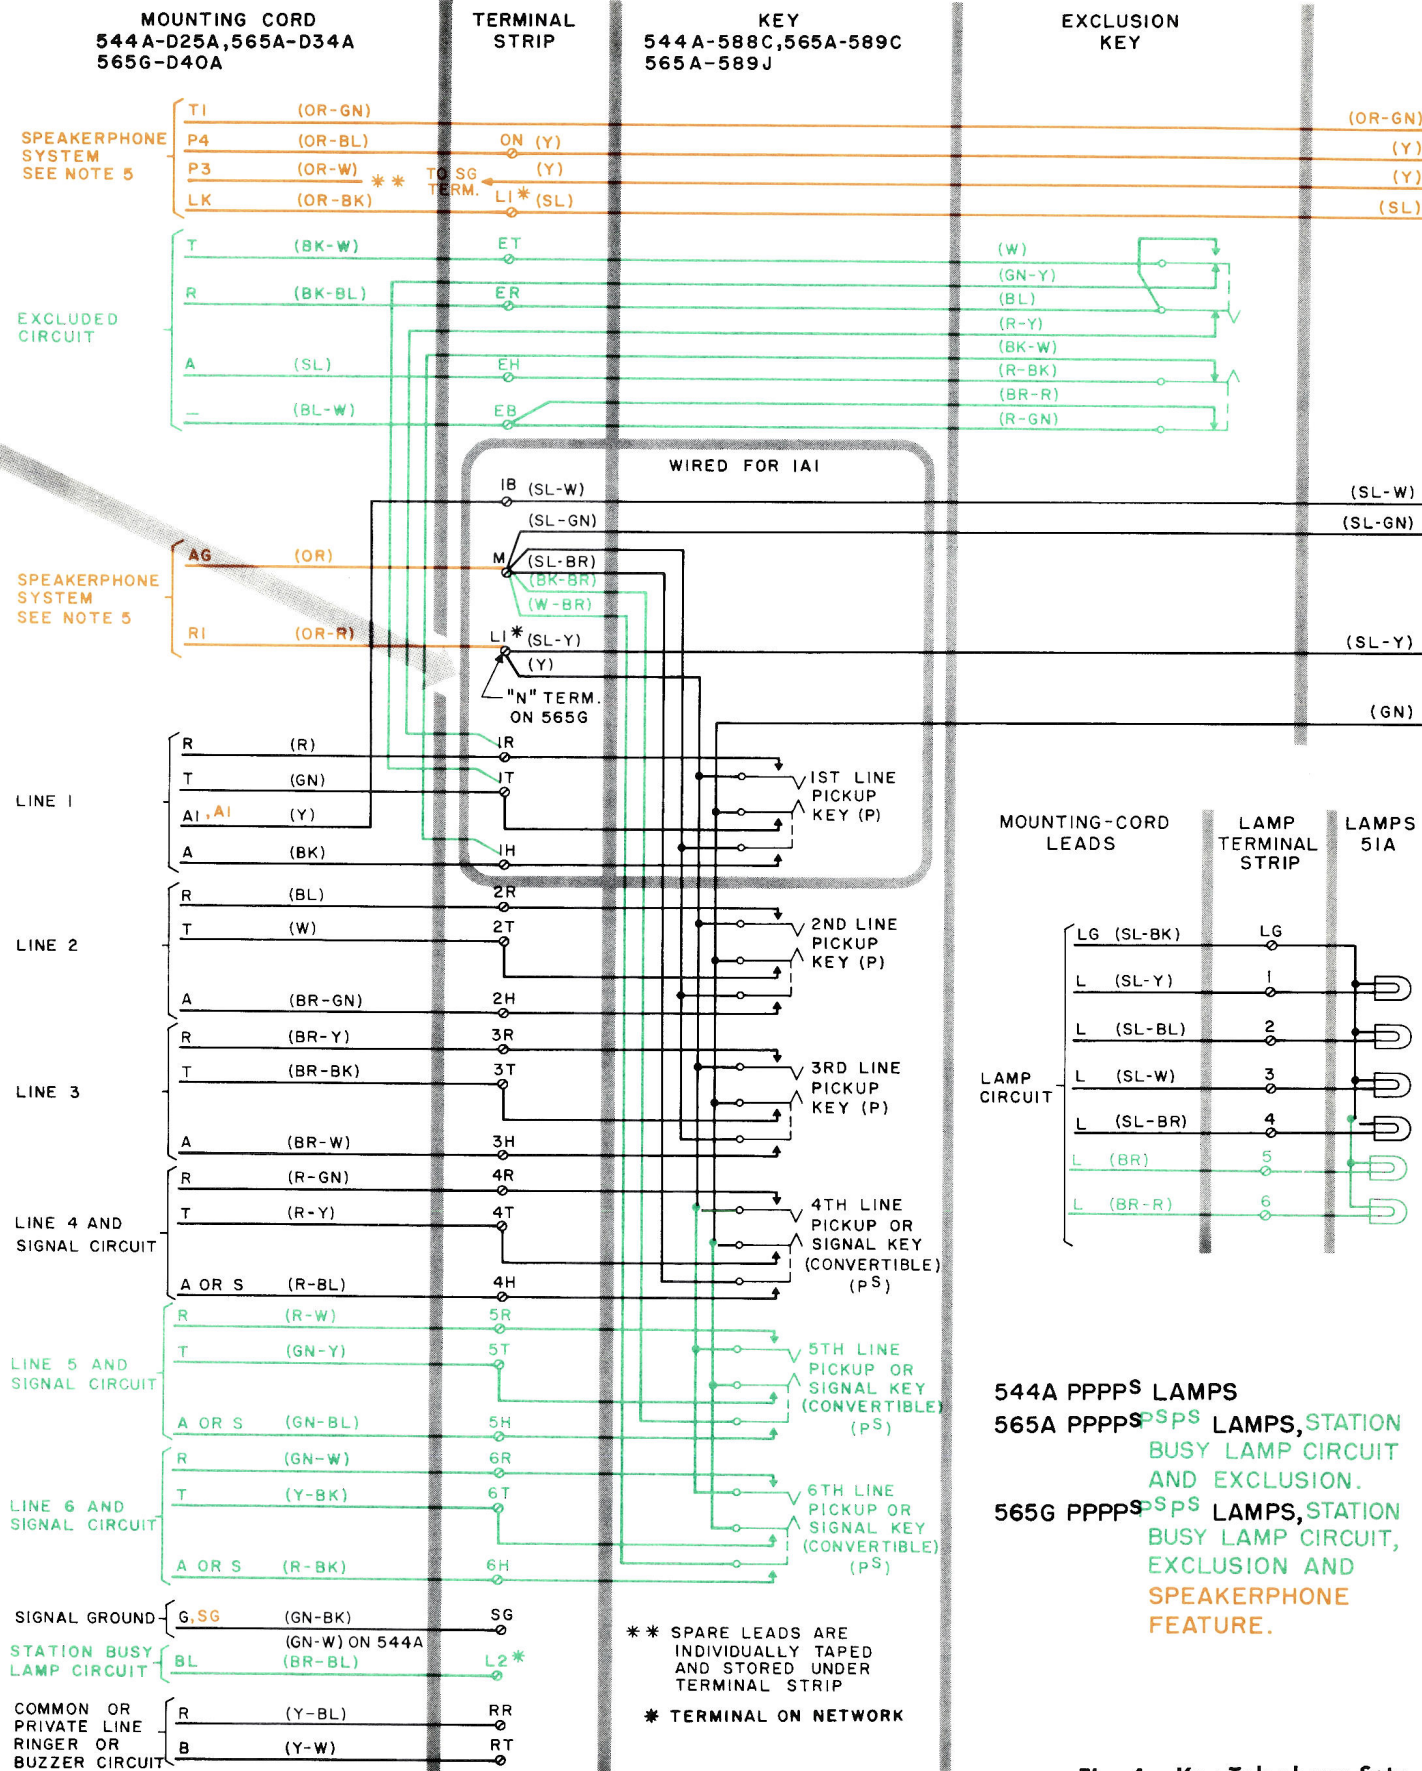 MOUNTING CORD
544A-D25A,565A-D34A
565G-D40A
TERMINAL
STRIP
KEY
544A-588C,565A-589C
565A-589J
EXCLUSION
KEY
SPEAKERPHONE
SYSTEM
SEE NOTE 5
T1 (OR-GN) (OR-GN)
P4 (OR-BL) ON (Y) (Y)
P3 (OR-W) ** TO SG TERM. (Y) (Y)
LK (OR-BK) L1* (SL) (SL)
EXCLUDED
CIRCUIT
T (BK-W) ET (W)
(GN-Y)
R (BK-BL) ER (BL)
(R-Y)
(BK-W)
A (SL) EH (R-BK)
(BR-R)
— (BL-W) EB (R-GN)
WIRED FOR 1A1
1B (SL-W) (SL-W)
(SL-GN) (SL-GN)
SPEAKERPHONE
SYSTEM
SEE NOTE 5
AG (OR) M (SL-BR)
(BK-BR)
(W-BR)
R1 (OR-R) L1* (SL-Y) (SL-Y)
(Y)
"N" TERM.
ON 565G
(GN)
LINE 1
R (R) 1R
T (GN) 1T
A1,A1 (Y)
A (BK) 1H
1ST LINE
PICKUP
KEY (P)
LINE 2
R (BL) 2R
T (W) 2T
A (BR-GN) 2H
2ND LINE
PICKUP
KEY (P)
LINE 3
R (BR-Y) 3R
T (BR-BK) 3T
A (BR-W) 3H
3RD LINE
PICKUP
KEY (P)
LINE 4 AND
SIGNAL CIRCUIT
R (R-GN) 4R
T (R-Y) 4T
A OR S (R-BL) 4H
4TH LINE
PICKUP OR
SIGNAL KEY
(CONVERTIBLE)
(PS)
LINE 5 AND
SIGNAL CIRCUIT
R (R-W) 5R
T (GN-Y) 5T
A OR S (GN-BL) 5H
5TH LINE
PICKUP OR
SIGNAL KEY
(CONVERTIBLE)
(PS)
LINE 6 AND
SIGNAL CIRCUIT
R (GN-W) 6R
T (Y-BK) 6T
A OR S (R-BK) 6H
6TH LINE
PICKUP OR
SIGNAL KEY
(CONVERTIBLE)
(PS)
SIGNAL GROUND G,SG (GN-BK) SG
(GN-W) ON 544A
STATION BUSY
LAMP CIRCUIT
BL (BR-BL) L2*
COMMON OR
PRIVATE LINE
RINGER OR
BUZZER CIRCUIT
R (Y-BL) RR
B (Y-W) RT
** SPARE LEADS ARE
INDIVIDUALLY TAPED
AND STORED UNDER
TERMINAL STRIP
* TERMINAL ON NETWORK
MOUNTING-CORD
LEADS
LAMP
TERMINAL
STRIP
LAMPS
51A
LAMP
CIRCUIT
LG (SL-BK) LG
L (SL-Y) 1
L (SL-BL) 2
L (SL-W) 3
L (SL-BR) 4
L (BR) 5
L (BR-R) 6
544A PPPPS LAMPS
565A PPPPSPSPS LAMPS,STATION
BUSY LAMP CIRCUIT
AND EXCLUSION.
565G PPPPSPSPS LAMPS,STATION
BUSY LAMP CIRCUIT,
EXCLUSION AND
SPEAKERPHONE
FEATURE.